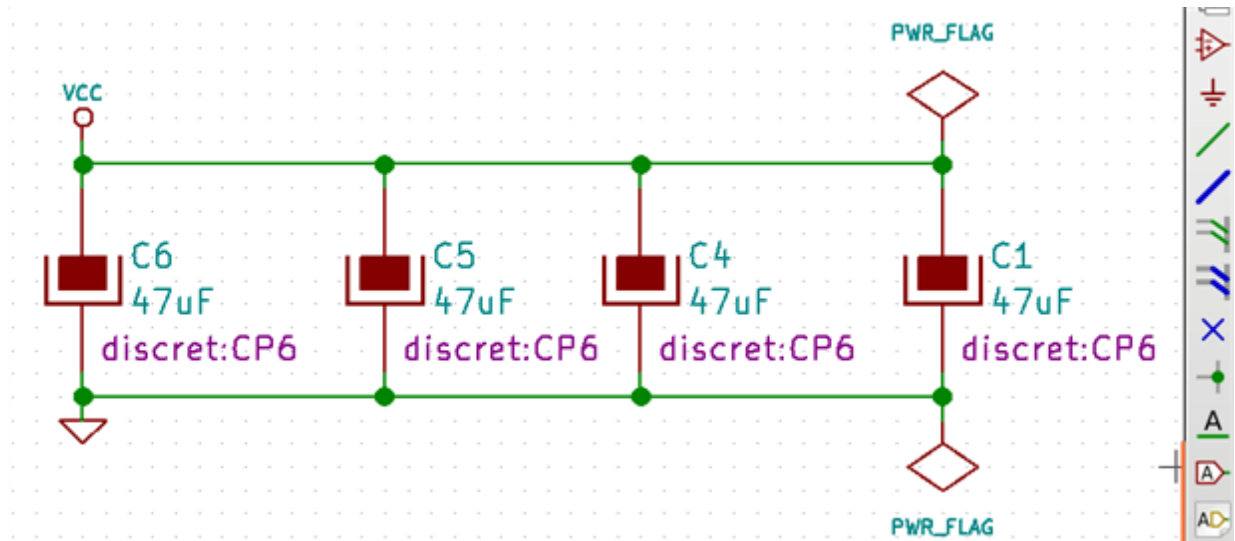 PWR_FLAG
VCC
C6
47uF
discret:CP6
C5
47uF
discret:CP6
C4
47uF
discret:CP6
C1
47uF
discret:CP6
PWR_FLAG
A
A
AD